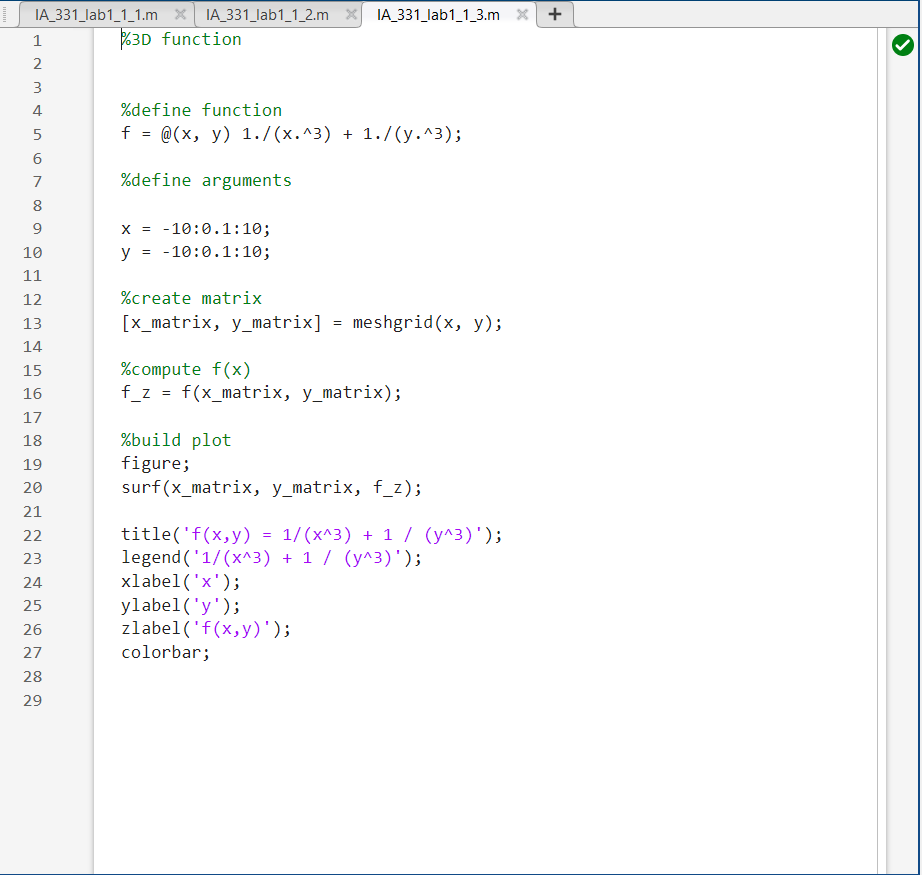 IA_331_lab1_1_1.m × IA_331_lab1_1_2.m × IA_331_lab1_1_3.m × +
1 %3D function
2
3
4 %define function
5 f = @(x, y) 1./(x.^3) + 1./(y.^3);
6
7 %define arguments
8
9 x = -10:0.1:10;
10 y = -10:0.1:10;
11
12 %create matrix
13 [x_matrix, y_matrix] = meshgrid(x, y);
14
15 %compute f(x)
16 f_z = f(x_matrix, y_matrix);
17
18 %build plot
19 figure;
20 surf(x_matrix, y_matrix, f_z);
21
22 title('f(x,y) = 1/(x^3) + 1 / (y^3)');
23 legend('1/(x^3) + 1 / (y^3)');
24 xlabel('x');
25 ylabel('y');
26 zlabel('f(x,y)');
27 colorbar;
28
29